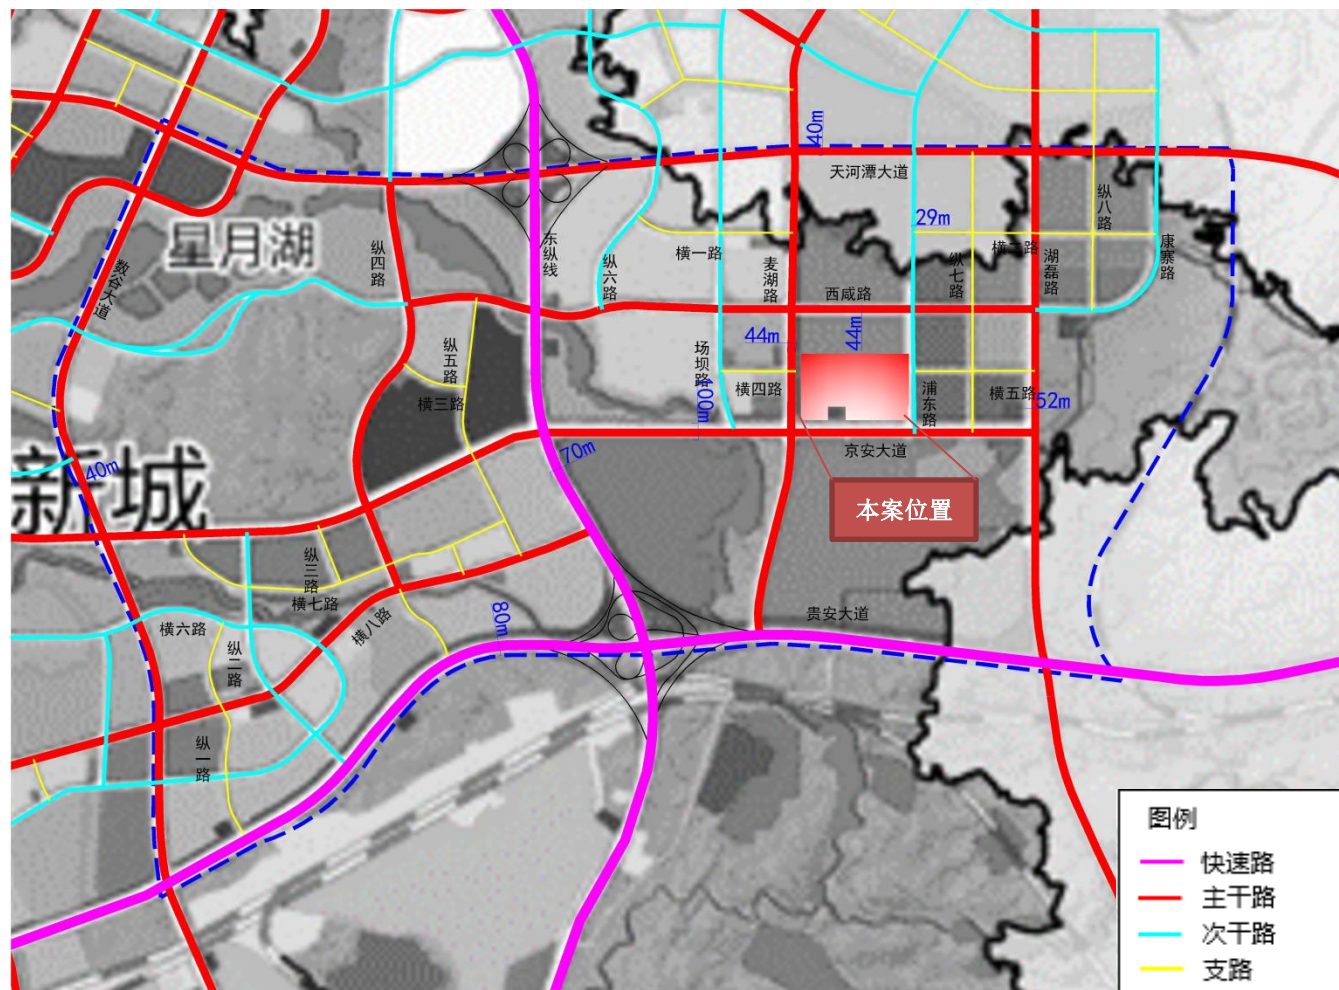 40m
天河潭大道
纵八路
29m
星月湖
纵四路
东纵线
纵六路
横一路
麦湖路
纵七路
横二路
湖磊路
康寨路
数谷大道
西咸路
纵五路
44m
44m
场坝路
横三路
100m
横四路
浦东路
横五路
52m
新城
40m
70m
京安大道
本案位置
纵三路
横七路
80m
横六路
横八路
贵安大道
纵二路
纵一路
图例
快速路
主干路
次干路
支路